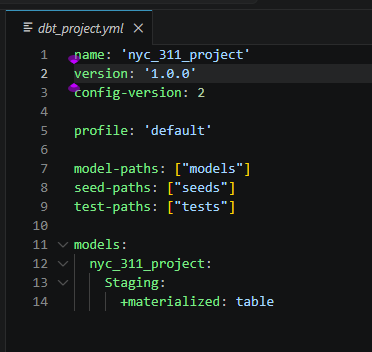 dbt_project.yml
1 name: 'nyc_311_project'
2 version: '1.0.0'
3 config-version: 2
4
5 profile: 'default'
6
7 model-paths: ["models"]
8 seed-paths: ["seeds"]
9 test-paths: ["tests"]
10
11 models:
12   nyc_311_project:
13     Staging:
14       +materialized: table